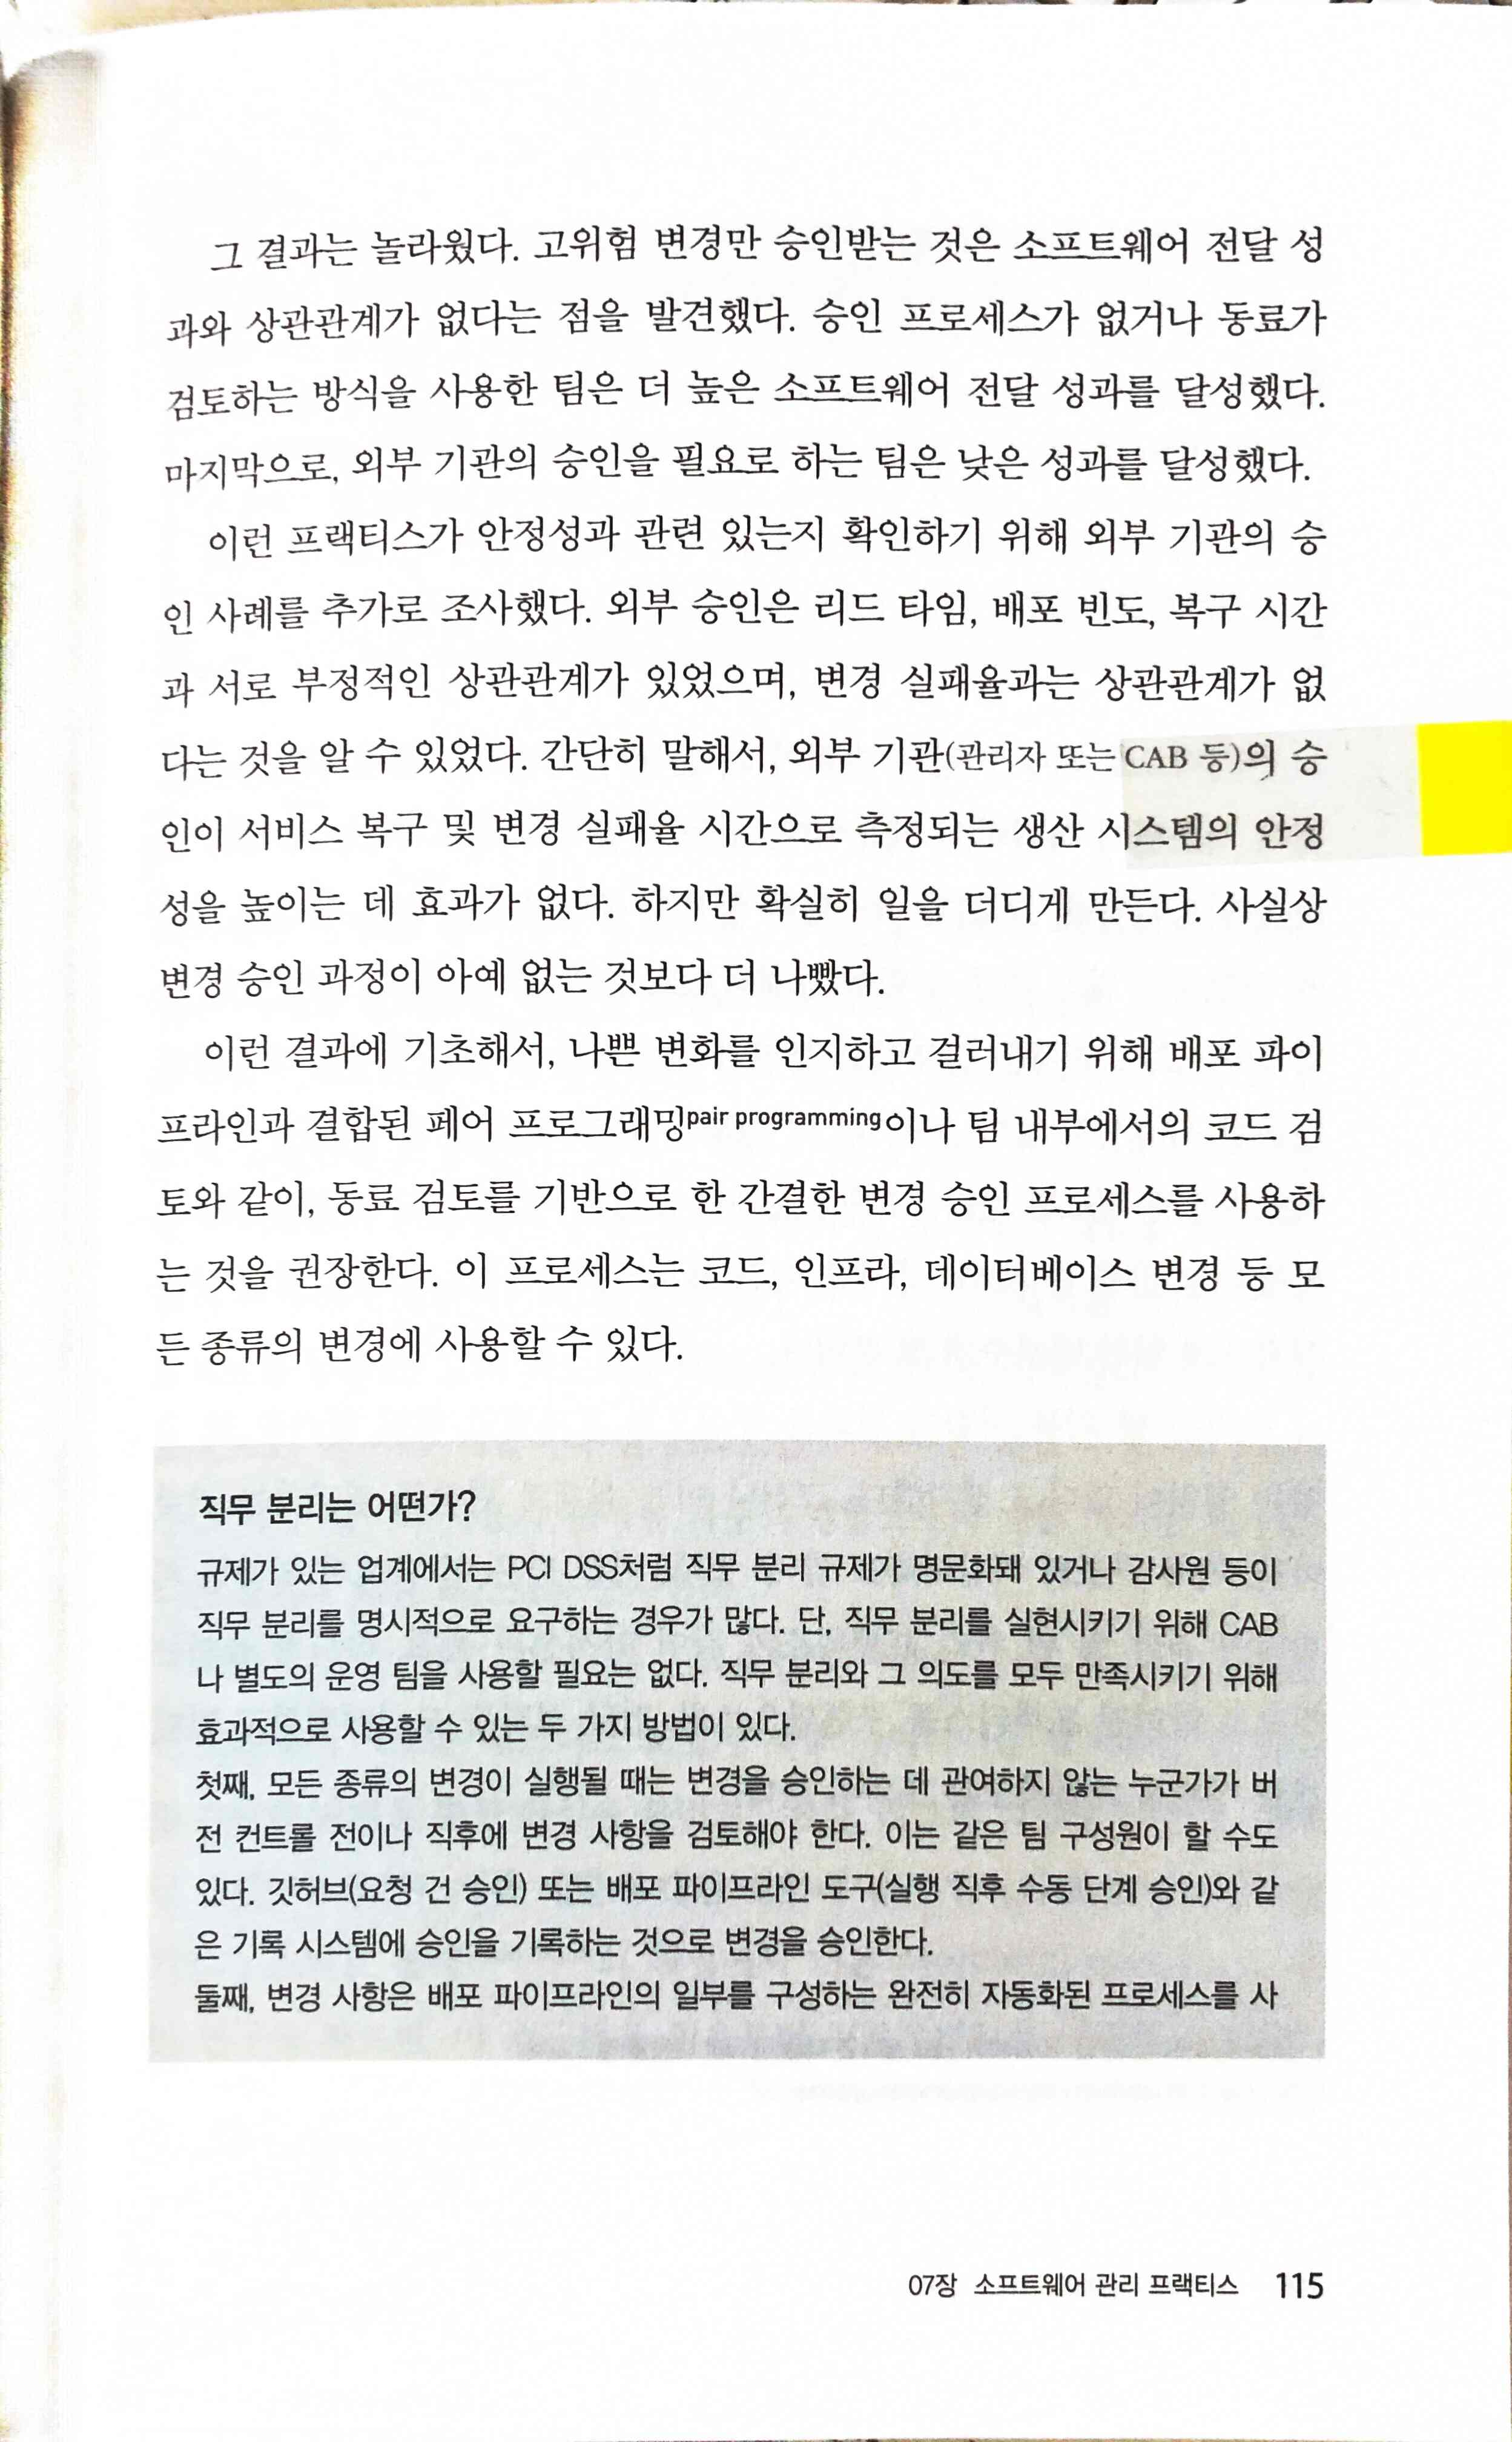 그 결과는 놀라웠다. 고위험 변경만 승인받는 것은 소프트웨어 전달 성
과와 상관관계가 없다는 점을 발견했다. 승인 프로세스가 없거나 동료가
검토하는 방식을 사용한 팀은 더 높은 소프트웨어 전달 성과를 달성했다.
마지막으로, 외부 기관의 승인을 필요로 하는 팀은 낮은 성과를 달성했다.
이런 프랙티스가 안정성과 관련 있는지 확인하기 위해 외부 기관의 승
인 사례를 추가로 조사했다. 외부 승인은 리드 타임, 배포 빈도, 복구 시간
과 서로 부정적인 상관관계가 있었으며, 변경 실패율과는 상관관계가 없
다는 것을 알 수 있었다. 간단히 말해서, 외부 기관(관리자 또는 CAB 등)의 승
인이 서비스 복구 및 변경 실패율 시간으로 측정되는 생산 시스템의 안정
성을 높이는 데 효과가 없다. 하지만 확실히 일을 더디게 만든다. 사실상
변경 승인 과정이 아예 없는 것보다 더 나빴다.
이런 결과에 기초해서, 나쁜 변화를 인지하고 걸러내기 위해 배포 파이
프라인과 결합된 페어 프로그래밍pair programming이나 팀 내부에서의 코드 검
토와 같이, 동료 검토를 기반으로 한 간결한 변경 승인 프로세스를 사용하
는 것을 권장한다. 이 프로세스는 코드, 인프라, 데이터베이스 변경 등 모
든 종류의 변경에 사용할 수 있다.
직무 분리는 어떤가?
규제가 있는 업계에서는 PCI DSS처럼 직무 분리 규제가 명문화돼 있거나 감사원 등이
직무 분리를 명시적으로 요구하는 경우가 많다. 단, 직무 분리를 실현시키기 위해 CAB
나 별도의 운영 팀을 사용할 필요는 없다. 직무 분리와 그 의도를 모두 만족시키기 위해
효과적으로 사용할 수 있는 두 가지 방법이 있다.
첫째, 모든 종류의 변경이 실행될 때는 변경을 승인하는 데 관여하지 않는 누군가가 버
전 컨트롤 전이나 직후에 변경 사항을 검토해야 한다. 이는 같은 팀 구성원이 할 수도
있다. 깃허브(요청 건 승인) 또는 배포 파이프라인 도구(실행 직후 수동 단계 승인)와 같
은 기록 시스템에 승인을 기록하는 것으로 변경을 승인한다.
둘째, 변경 사항은 배포 파이프라인의 일부를 구성하는 완전히 자동화된 프로세스를 사
07장 소프트웨어 관리 프랙티스 115